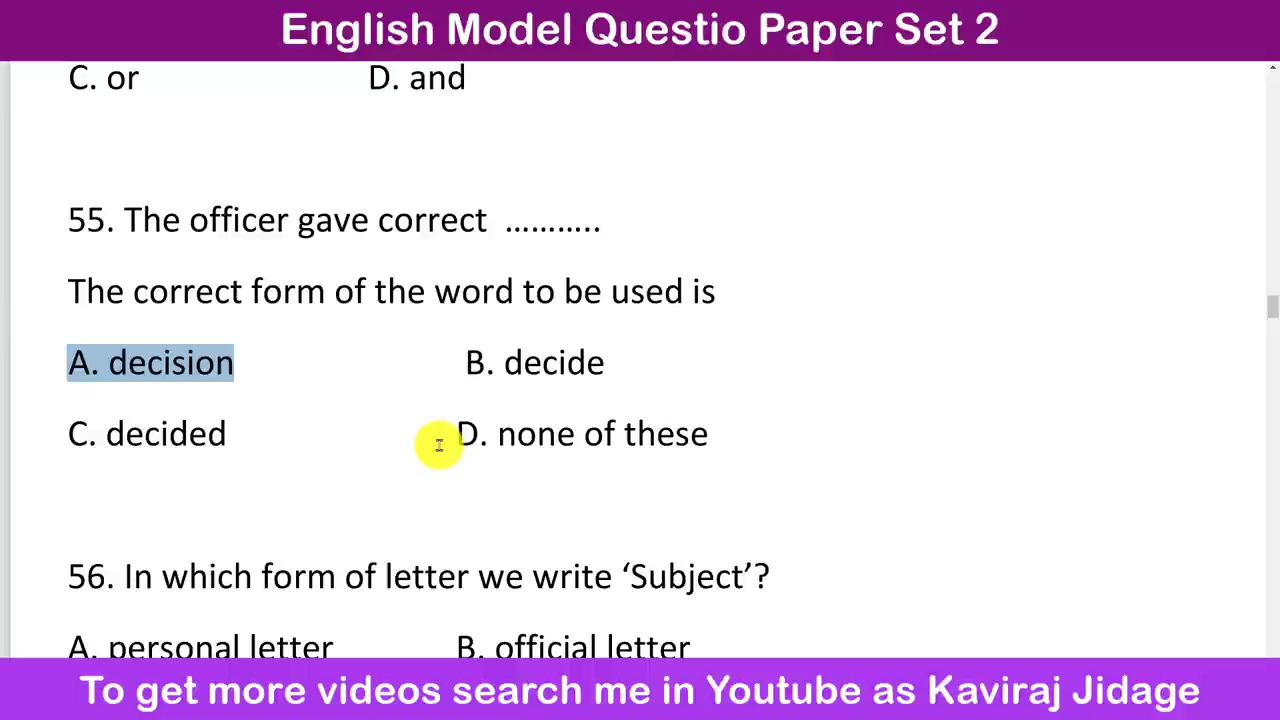 English Model Questio Paper Set 2
C. or D. and
55. The officer gave correct ………..
The correct form of the word to be used is
A. decision B. decide
C. decided D. none of these
56. In which form of letter we write ‘Subject’?
A. personal letter B. official letter
To get more videos search me in Youtube as Kaviraj Jidage